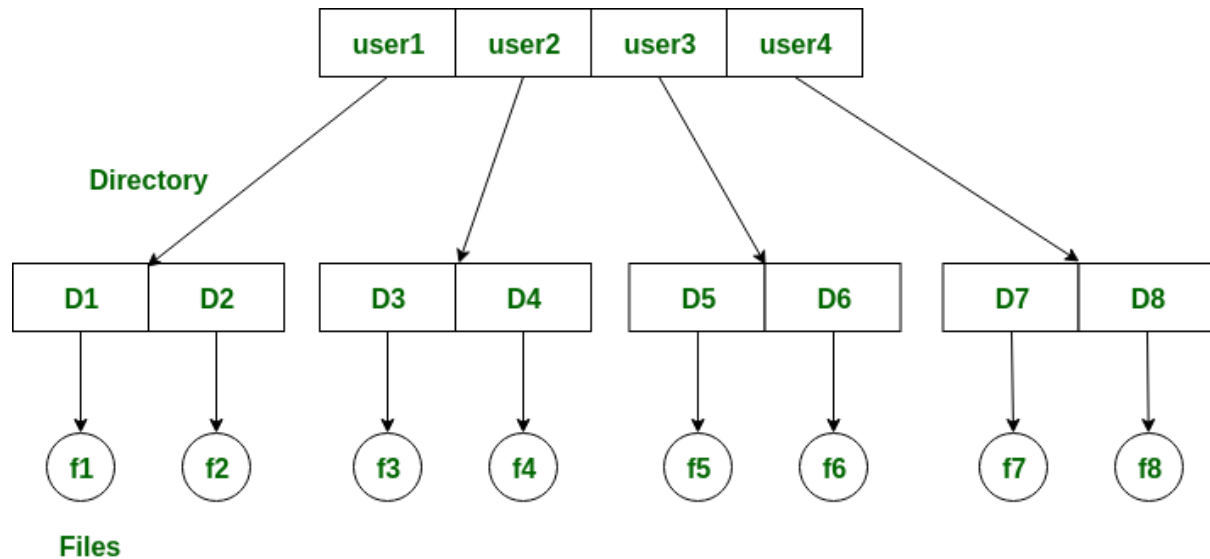 user1 user2 user3 user4
Directory
D1 D2 D3 D4 D5 D6 D7 D8
f1 f2 f3 f4 f5 f6 f7 f8
Files